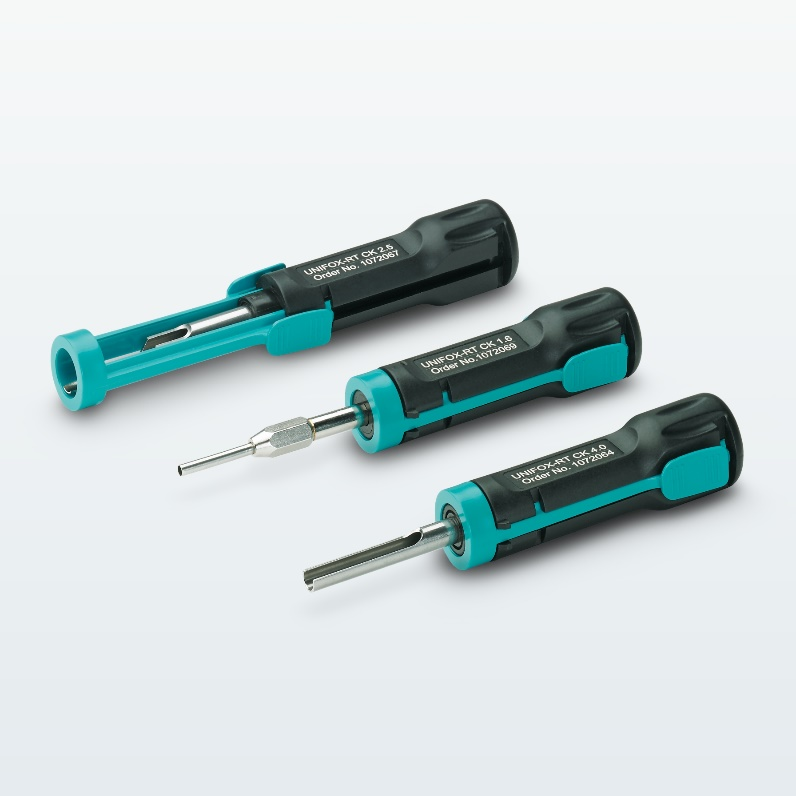 UNIFOX-RT CK 2.5
Order No. 1072067
UNIFOX-RT CK 1.6
Order No.1072069
UNIFOX-RT CK 4.0
Order No. 1072064